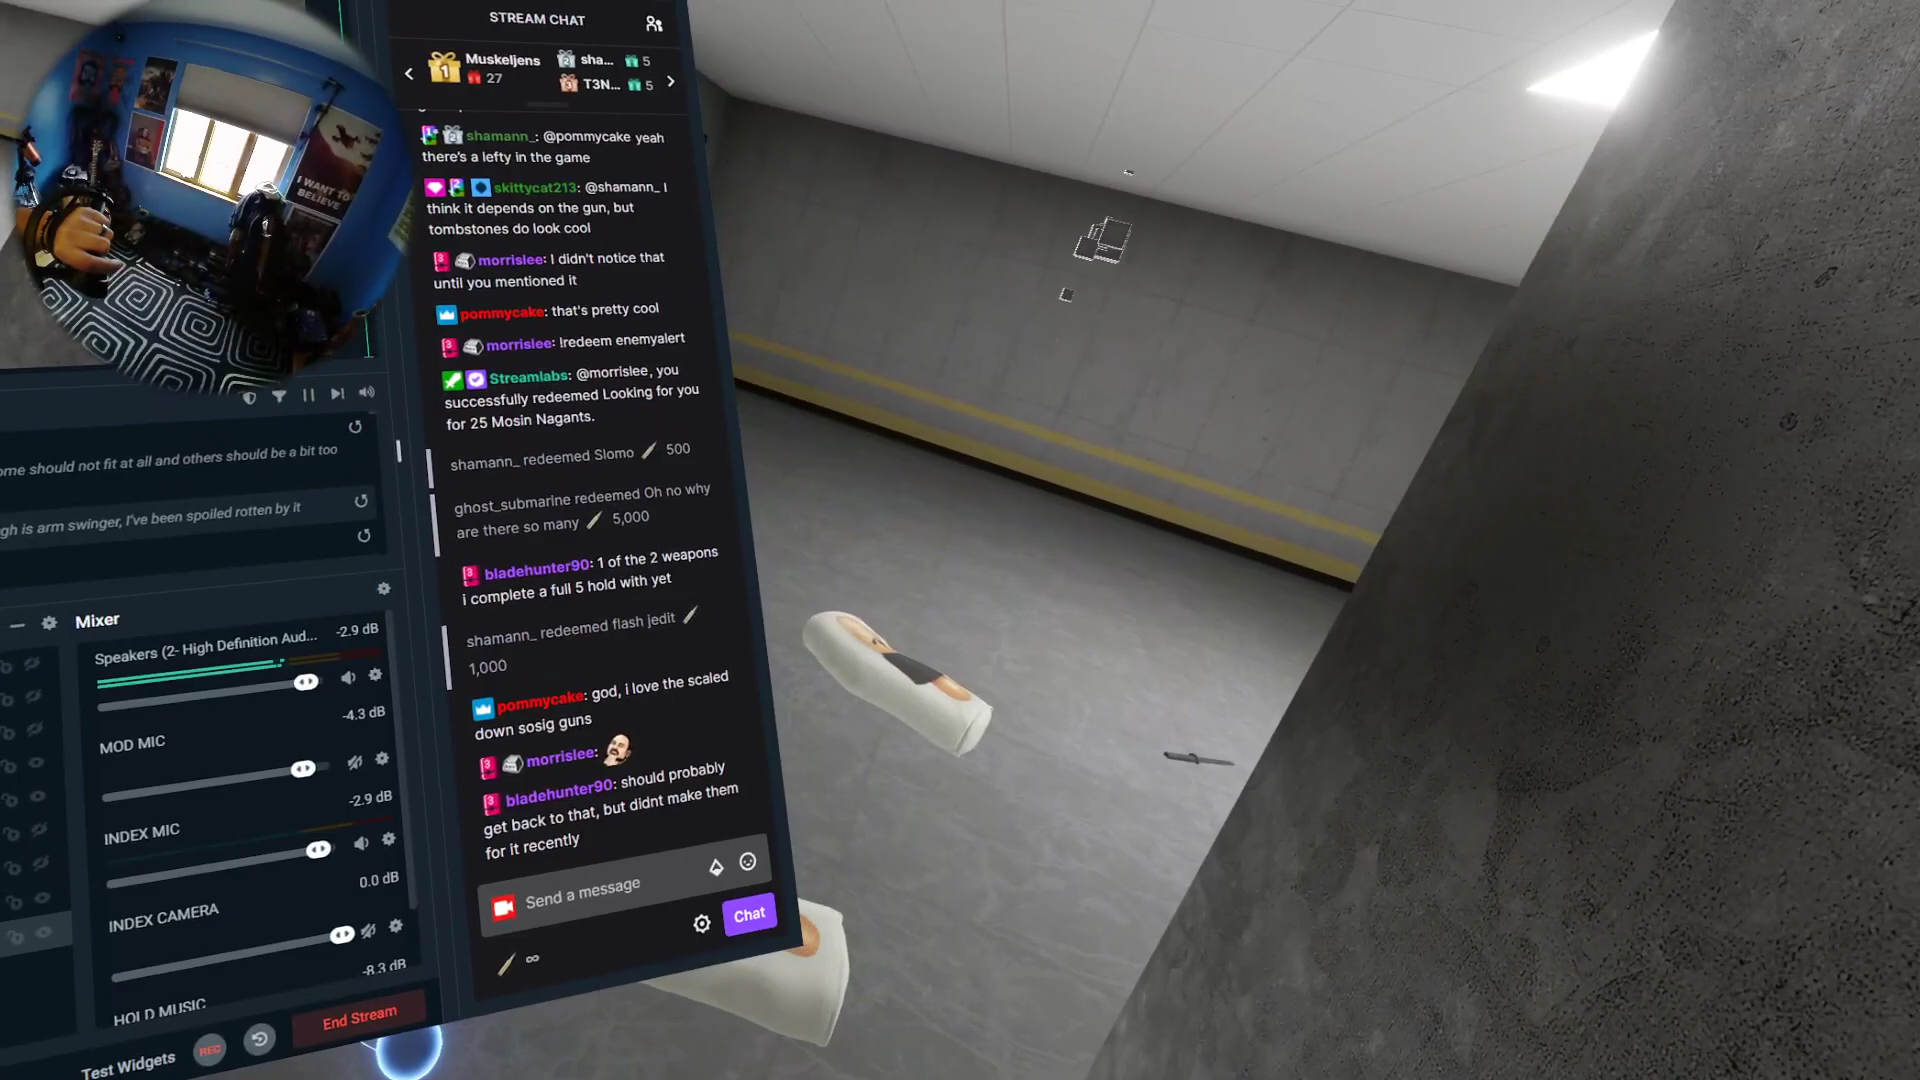 STREAM CHAT
Muskeljens
27
sha... 5
T3N... 5
shamann_: @pommycake yeah
there's a lefty in the game
skittycat213: @shamann_ I
think it depends on the gun, but
tombstones do look cool
morrislee: I didn't notice that
until you mentioned it
pommycake: that's pretty cool
morrislee: !redeem enemyalert
Streamlabs: @morrislee, you
successfully redeemed Looking for you
for 25 Mosin Nagants.
shamann_ redeemed Slomo 500
ghost_submarine redeemed Oh no why
are there so many 5,000
bladehunter90: 1 of the 2 weapons
i complete a full 5 hold with yet
shamann_ redeemed flash jedit
1,000
pommycake: god, i love the scaled
down sosig guns
morrislee:
bladehunter90: should probably
get back to that, but didnt make them
for it recently
Send a message
Chat
∞
I WANT TO
BELIEVE
ome should not fit at all and others should be a bit too
gh is arm swinger, I've been spoiled rotten by it
Mixer
Speakers (2- High Definition Aud... -2.9 dB
-4.3 dB
MOD MIC
-2.9 dB
INDEX MIC
0.0 dB
INDEX CAMERA
-8.3 dB
HOLD MUSIC
Test Widgets REC End Stream